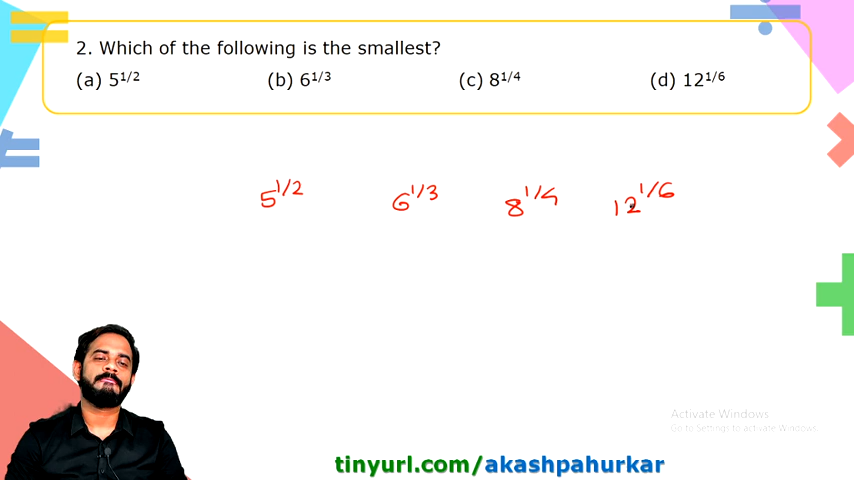 2. Which of the following is the smallest?
(a) 5^1/2 (b) 6^1/3 (c) 8^1/4 (d) 12^1/6
5^1/2 6^1/3 8^1/4 12^1/6
Activate Windows
Go to Settings to activate Windows.
tinyurl.com/akashpahurkar